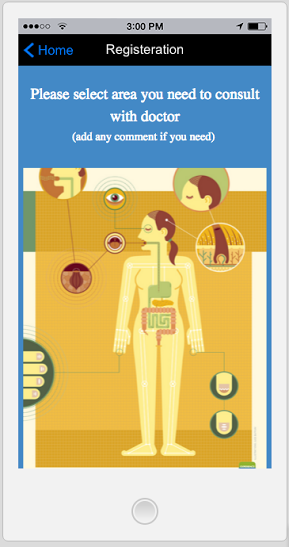 3:00 PM
Home
Registeration
Please select area you need to consult
with doctor
(add any comment if you need)